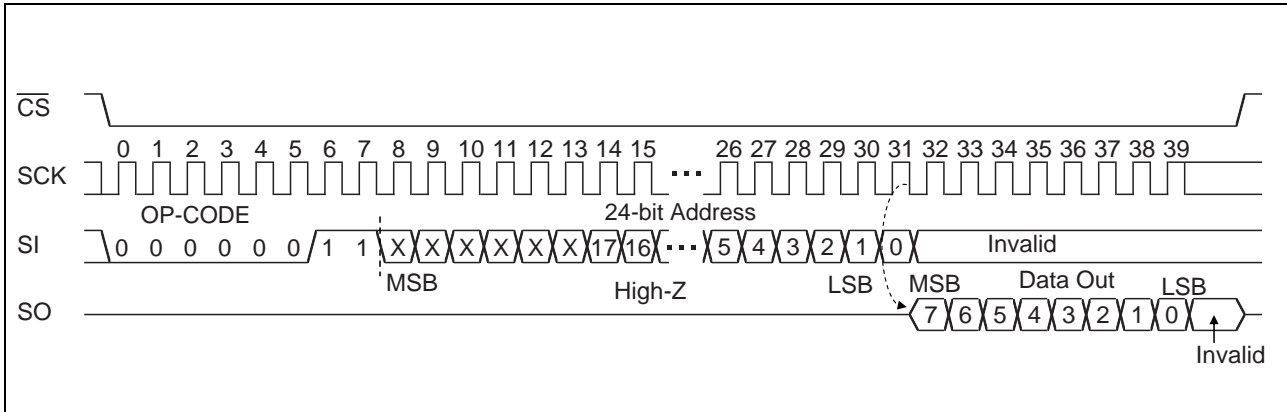 CS
0 1 2 3 4 5 6 7 8 9 10 11 12 13 14 15 26 27 28 29 30 31 32 33 34 35 36 37 38 39
SCK ...
OP-CODE 24-bit Address
SI 0 0 0 0 0 0 1 1 X X X X X X 17 16 ... 5 4 3 2 1 0 Invalid
MSB High-Z LSB MSB Data Out LSB
SO 7 6 5 4 3 2 1 0
Invalid